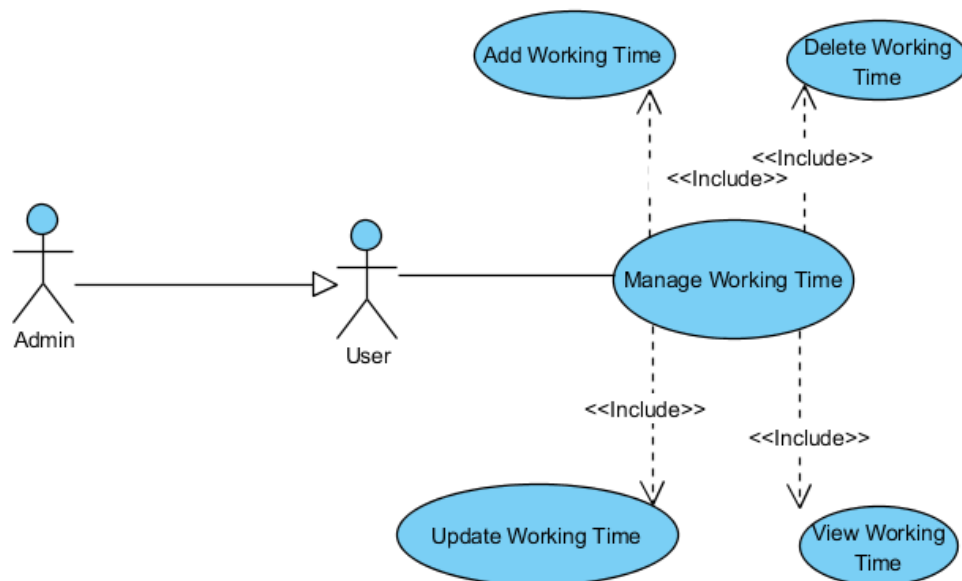 Add Working Time
Delete Working
Time
<<Include>>
<<Include>>
Manage Working Time
Admin
User
<<Include>>
<<Include>>
Update Working Time
View Working
Time